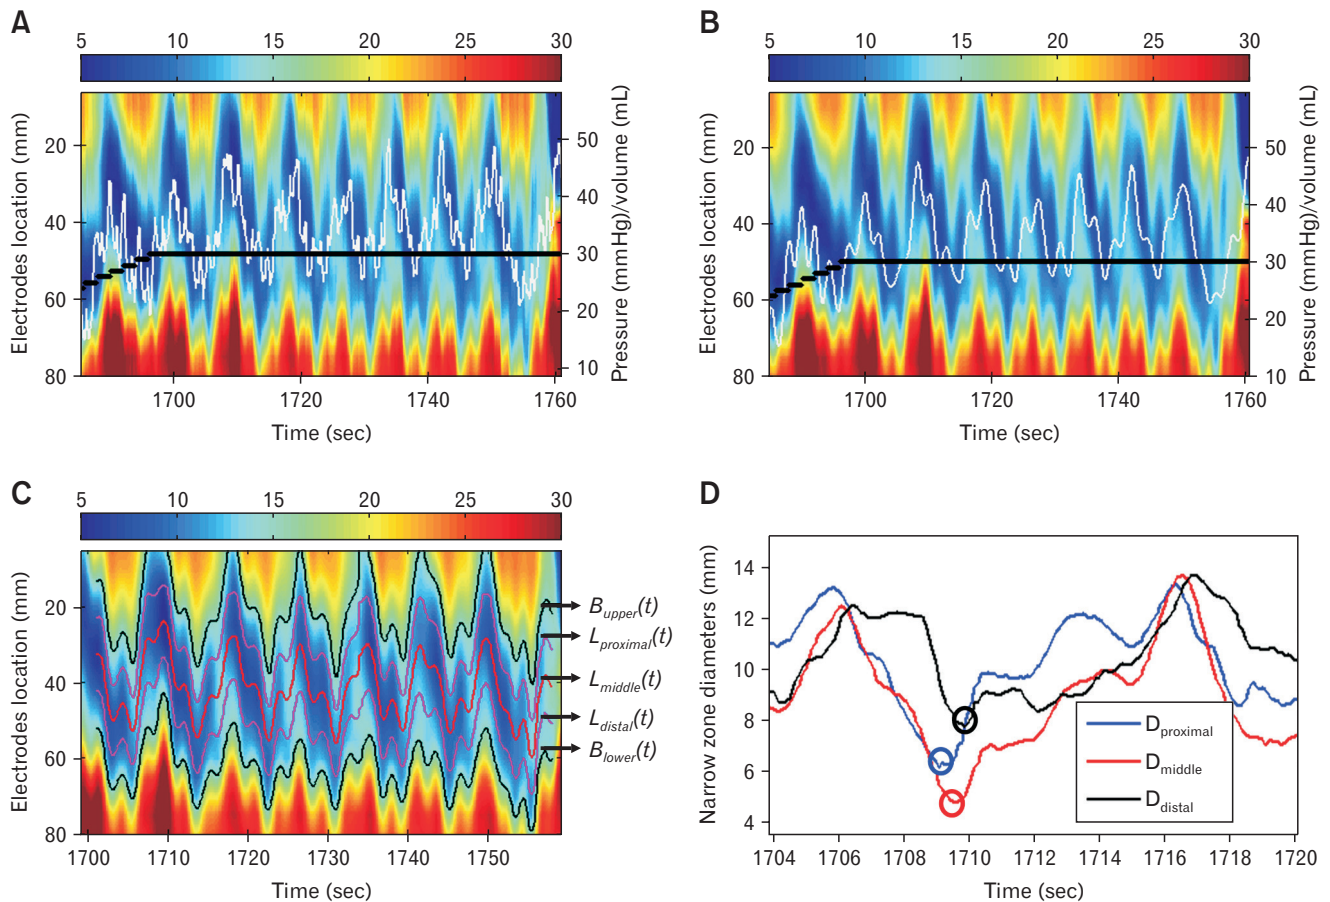 A
5 10 15 20 25 30
Electrodes location (mm)
20
40
60
80
50
40
30
20
10
Pressure (mmHg)/volume (mL)
1700 1720 1740 1760
Time (sec)
B
5 10 15 20 25 30
Electrodes location (mm)
20
40
60
80
50
40
30
20
10
Pressure (mmHg)/volume (mL)
1700 1720 1740 1760
Time (sec)
C
5 10 15 20 25 30
Electrodes location (mm)
20
40
60
80
Bupper(t)
Lproximal(t)
Lmiddle(t)
Ldistal(t)
Blower(t)
1700 1710 1720 1730 1740 1750
Time (sec)
D
Narrow zone diameters (mm)
14
12
10
8
6
4
Dproximal
Dmiddle
Ddistal
1704 1706 1708 1710 1712 1714 1716 1718 1720
Time (sec)